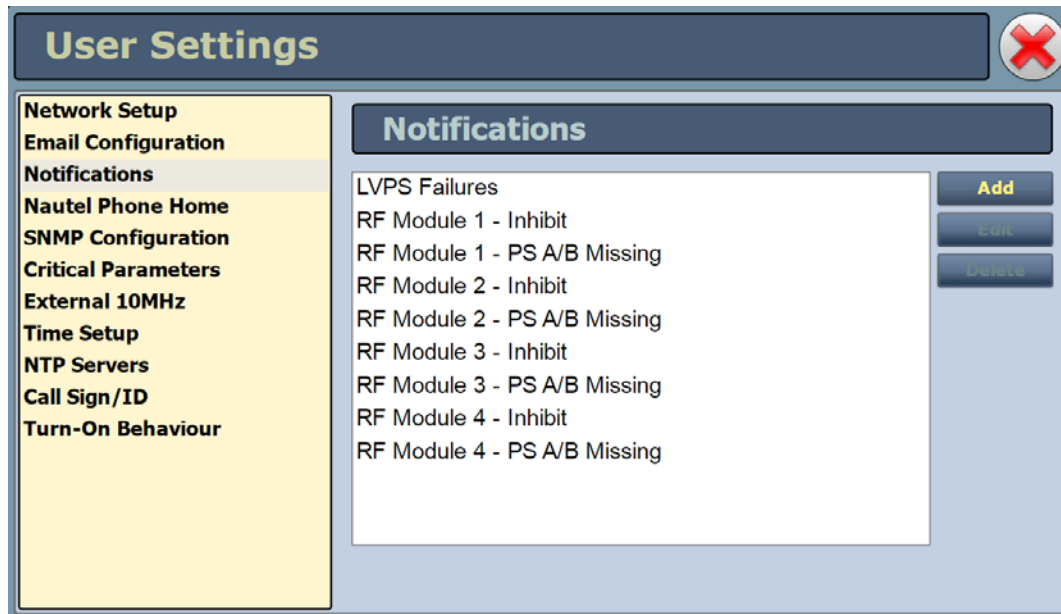 User Settings
Network Setup
Email Configuration
Notifications
Nautel Phone Home
SNMP Configuration
Critical Parameters
External 10MHz
Time Setup
NTP Servers
Call Sign/ID
Turn-On Behaviour
Notifications
LVPS Failures
RF Module 1 - Inhibit
RF Module 1 - PS A/B Missing
RF Module 2 - Inhibit
RF Module 2 - PS A/B Missing
RF Module 3 - Inhibit
RF Module 3 - PS A/B Missing
RF Module 4 - Inhibit
RF Module 4 - PS A/B Missing
Add
Edit
Delete